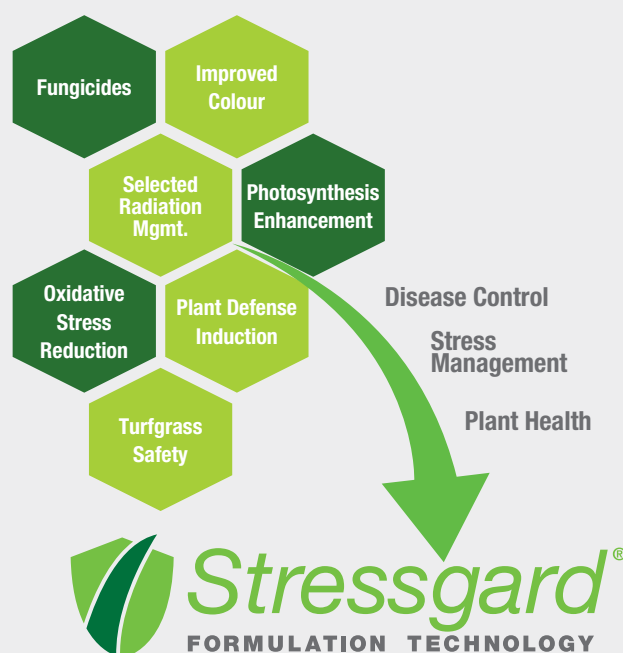 Fungicides
Improved
Colour
Selected
Radiation
Mgmt.
Photosynthesis
Enhancement
Oxidative
Stress
Reduction
Plant Defense
Induction
Turfgrass
Safety
Disease Control
Stress
Management
Plant Health
Stressgard®
FORMULATION TECHNOLOGY